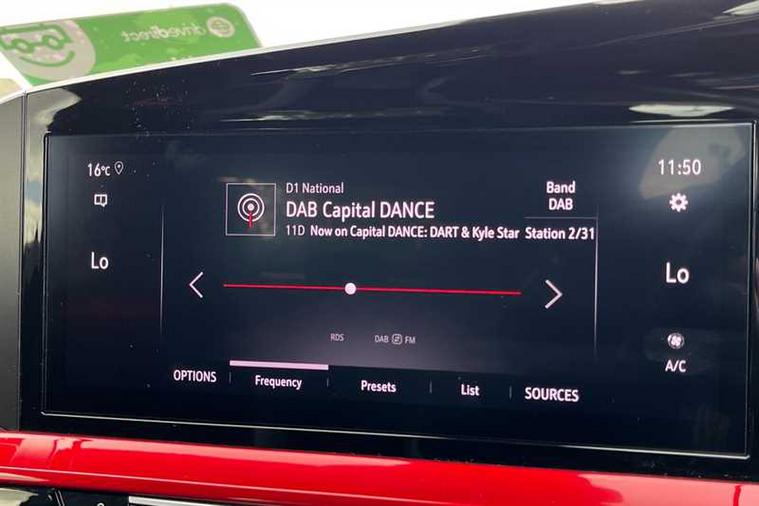 drivedirect
16°C
11:50
D1 National
DAB Capital DANCE
11D Now on Capital DANCE: DART & Kyle Star
Band
DAB
Station 2/31
Lo
Lo
RDS
DAB FM
A/C
OPTIONS
Frequency
Presets
List
SOURCES